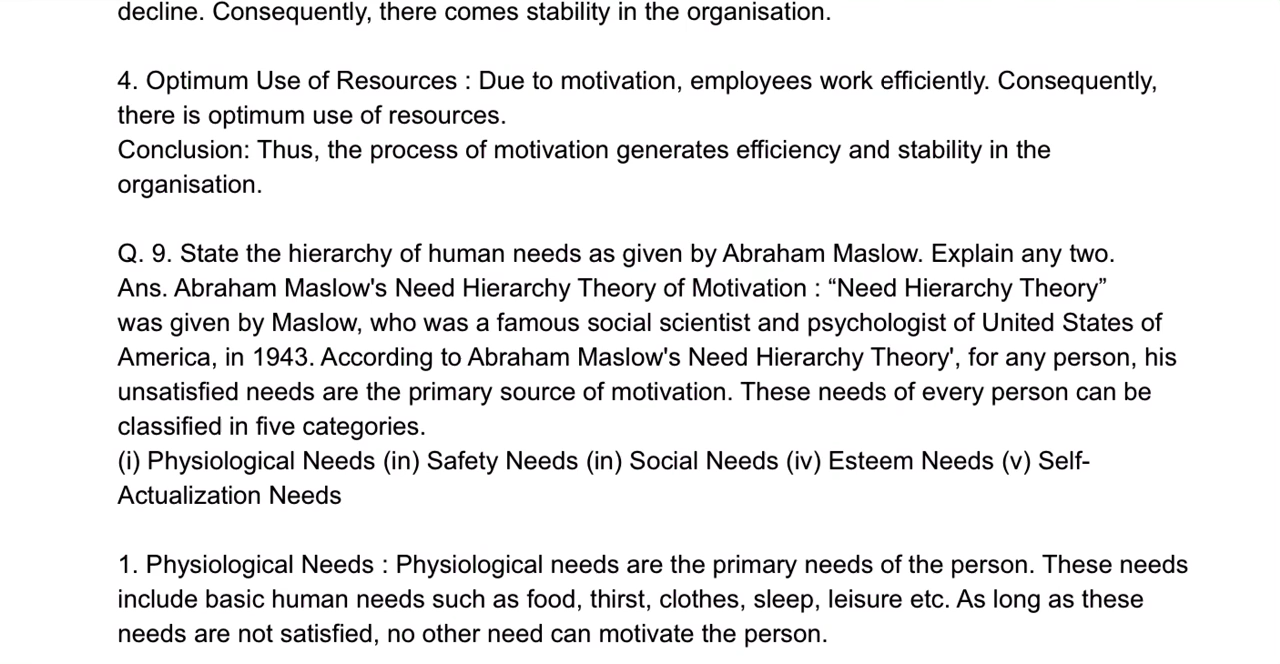 decline. Consequently, there comes stability in the organisation.
4. Optimum Use of Resources : Due to motivation, employees work efficiently. Consequently,
there is optimum use of resources.
Conclusion: Thus, the process of motivation generates efficiency and stability in the
organisation.
Q. 9. State the hierarchy of human needs as given by Abraham Maslow. Explain any two.
Ans. Abraham Maslow's Need Hierarchy Theory of Motivation : “Need Hierarchy Theory”
was given by Maslow, who was a famous social scientist and psychologist of United States of
America, in 1943. According to Abraham Maslow's Need Hierarchy Theory', for any person, his
unsatisfied needs are the primary source of motivation. These needs of every person can be
classified in five categories.
(i) Physiological Needs (in) Safety Needs (in) Social Needs (iv) Esteem Needs (v) Self-
Actualization Needs
1. Physiological Needs : Physiological needs are the primary needs of the person. These needs
include basic human needs such as food, thirst, clothes, sleep, leisure etc. As long as these
needs are not satisfied, no other need can motivate the person.